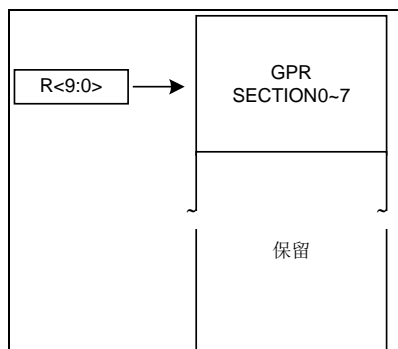 R<9:0>
GPR
SECTION0~7
~ ~
保留